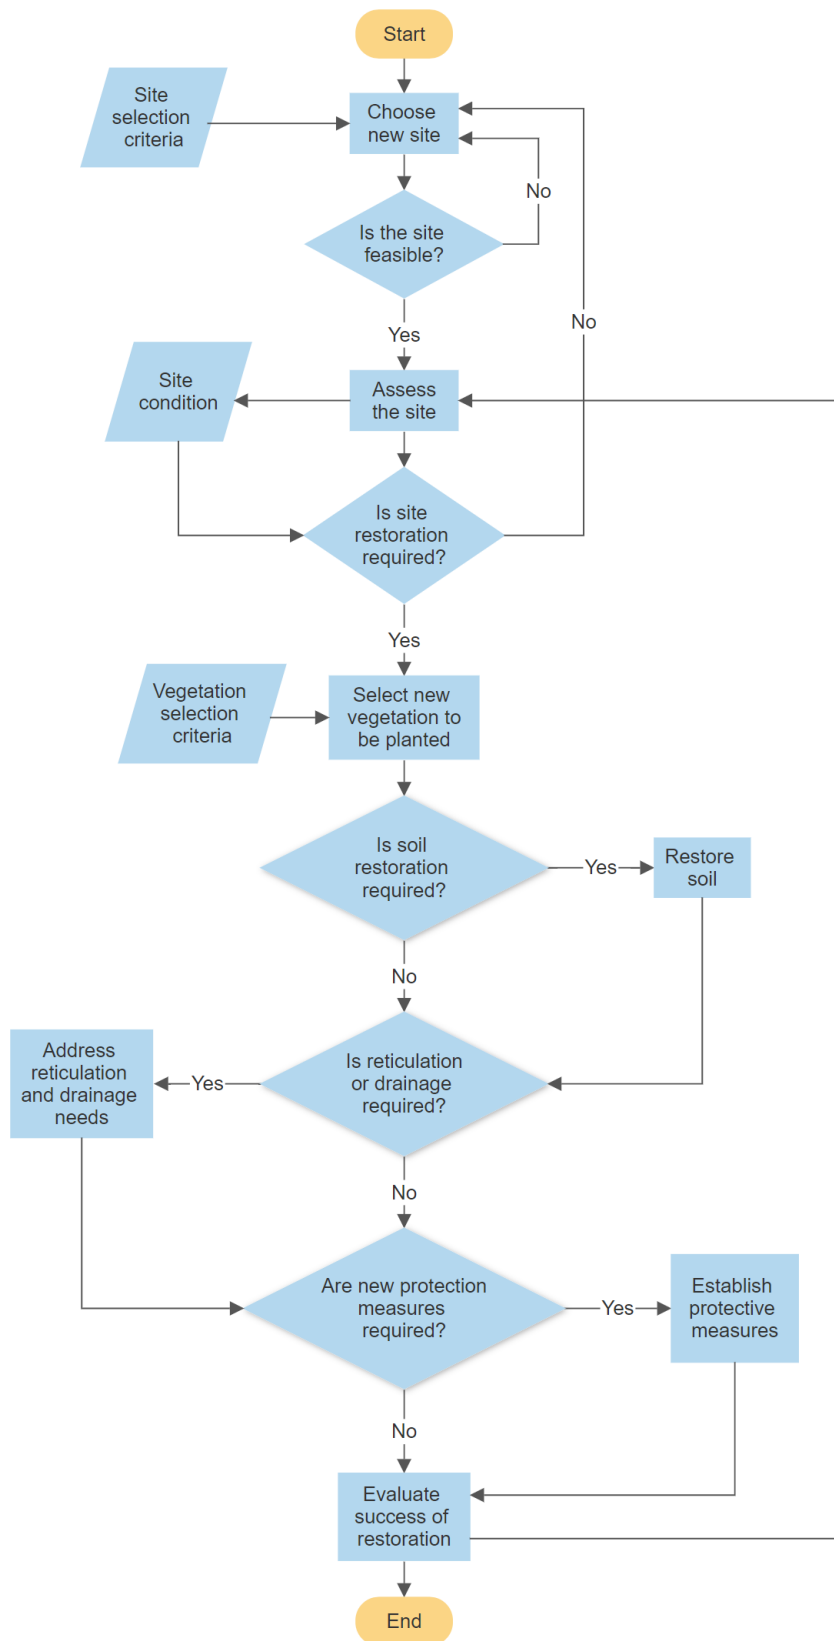 Start
Site
selection
criteria
Choose
new site
No
Is the site
feasible?
No
Yes
Site
condition
Assess
the site
Is site
restoration
required?
Yes
Vegetation
selection
criteria
Select new
vegetation to
be planted
Is soil
restoration
required?
Yes
Restore
soil
No
Address
reticulation
and drainage
needs
Yes
Is reticulation
or drainage
required?
No
Are new protection
measures
required?
Yes
Establish
protective
measures
No
Evaluate
success of
restoration
End